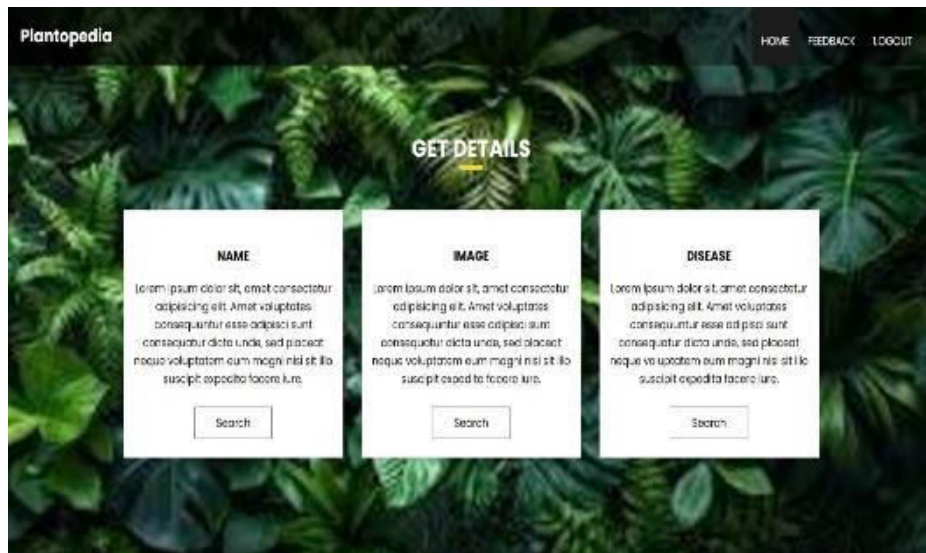 Plantopedia
HOME FEEDBACK LOGOUT
GET DETAILS
NAME
Lorem ipsum dolor sit, amet consectetur
adipisicing elit. Amet voluptates
consequuntur esse adipisci sunt
consequatur dicta unde, sed placeat
neque voluptatem eum magni nisi sit illo
suscipit expedita facere iure.
Search
IMAGE
Lorem ipsum dolor sit, amet consectetur
adipisicing elit. Amet voluptates
consequuntur esse adipisci sunt
consequatur dicta unde, sed placeat
neque voluptatem eum magni nisi sit illo
suscipit expedita facere iure.
Search
DISEASE
Lorem ipsum dolor sit, amet consectetur
adipisicing elit. Amet voluptates
consequuntur esse adipisci sunt
consequatur dicta unde, sed placeat
neque voluptatem eum magni nisi sit illo
suscipit expedita facere iure.
Search